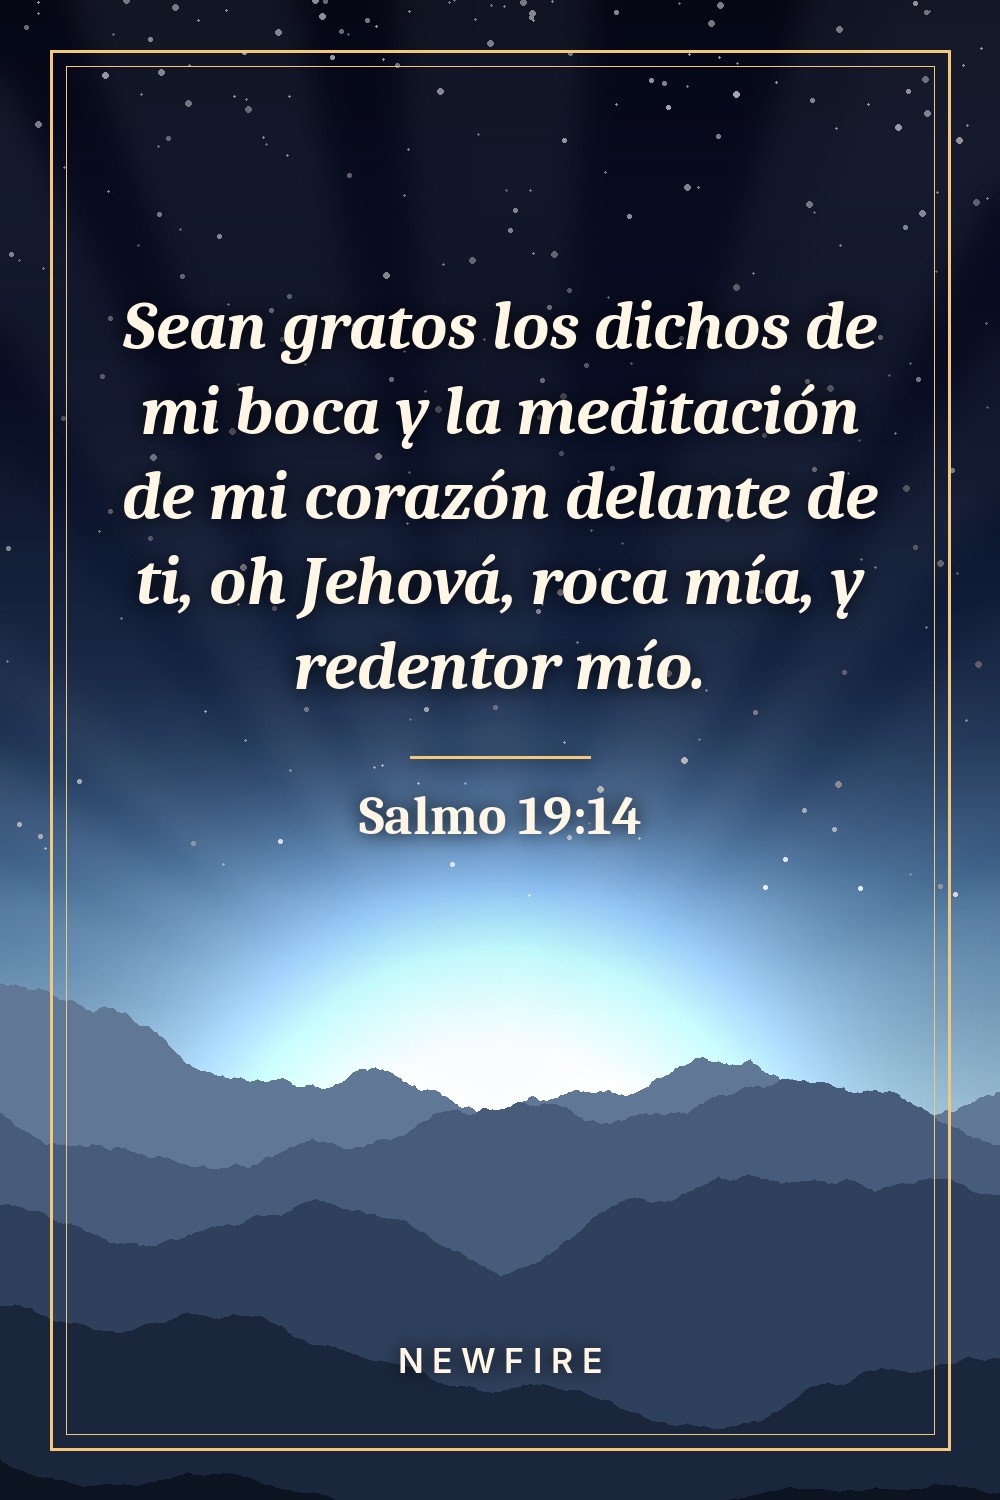 Sean gratos los dichos de
mi boca y la meditación
de mi corazón delante de
ti, oh Jehová, roca mía, y
redentor mío.
Salmo 19:14
NEWFIRE